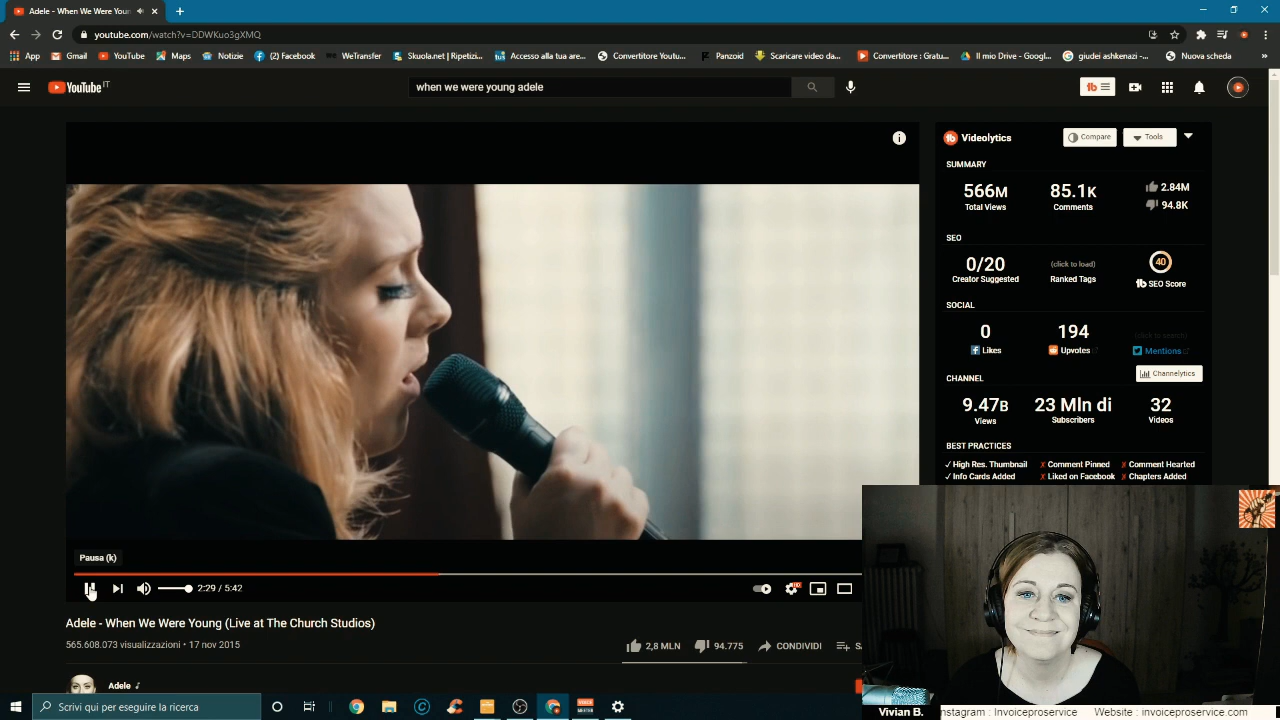 Adele - When We Were Youn
youtube.com/watch?v=DDWKuo3gXMQ
App
Gmail
YouTube
Maps
Notizie
(2) Facebook
WeTransfer
Skuola.net | Ripetizi...
Accesso alla tua are...
Convertitore Youtu...
Panzoid
Scaricare video da...
Convertitore : Gratu...
Il mio Drive - Googl...
giudei ashkenazi -...
Nuova scheda
YouTube IT
when we were young adele
Videolytics
Compare
Tools
SUMMARY
566M
Total Views
85.1K
Comments
2.84M
94.8K
SEO
0/20
Creator Suggested
(click to load)
Ranked Tags
40
SEO Score
SOCIAL
0
Likes
194
Upvotes
(click to search)
Mentions
Channelytics
CHANNEL
9.47B
Views
23 Mln di
Subscribers
32
Videos
BEST PRACTICES
✓ High Res. Thumbnail
✗ Comment Pinned
✗ Comment Hearted
✓ Info Cards Added
✗ Liked on Facebook
✗ Chapters Added
Pausa (k)
2:29 / 5:42
Adele - When We Were Young (Live at The Church Studios)
565.608.073 visualizzazioni • 17 nov 2015
2,8 MLN
94.775
CONDIVIDI
Adele
Scrivi qui per eseguire la ricerca
Vivian B.
nstagram : Invoiceproservice
Website : invoiceproservice.com